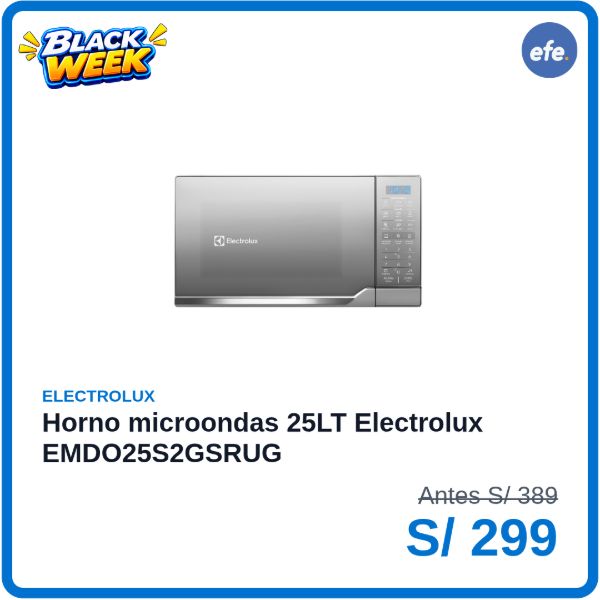 BLACK
WEEK
efe.
Electrolux
ELECTROLUX
Horno microondas 25LT Electrolux
EMDO25S2GSRUG
Antes S/ 389
S/ 299